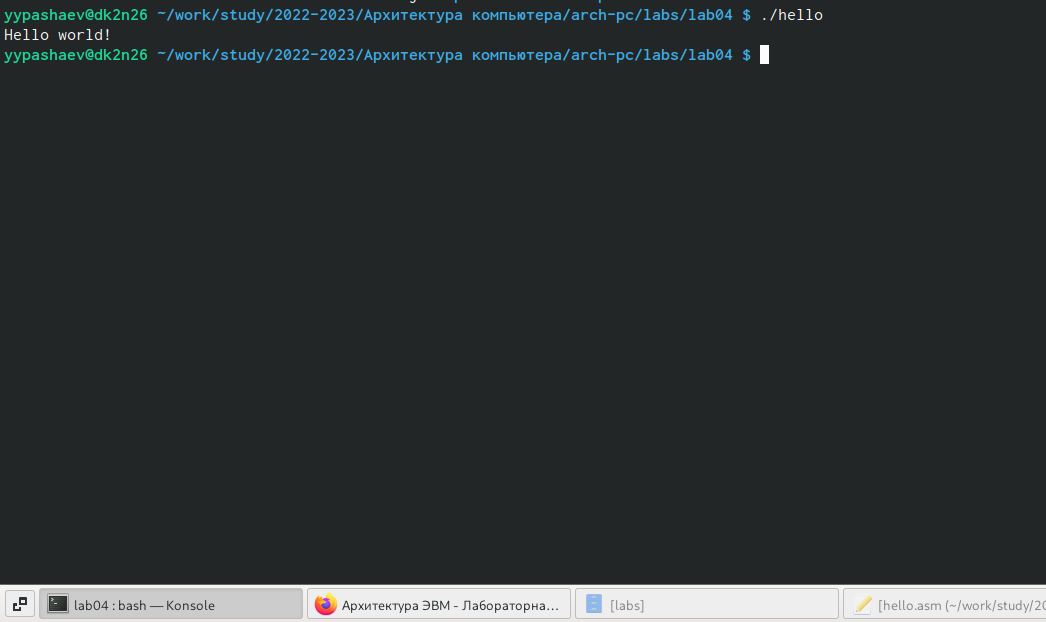 yypashaev@dk2n26 ~/work/study/2022-2023/Архитектура компьютера/arch-pc/labs/lab04 $ ./hello
Hello world!
yypashaev@dk2n26 ~/work/study/2022-2023/Архитектура компьютера/arch-pc/labs/lab04 $
lab04 : bash — Konsole
Архитектура ЭВМ - Лабораторна...
[labs]
[hello.asm (~/work/study/20